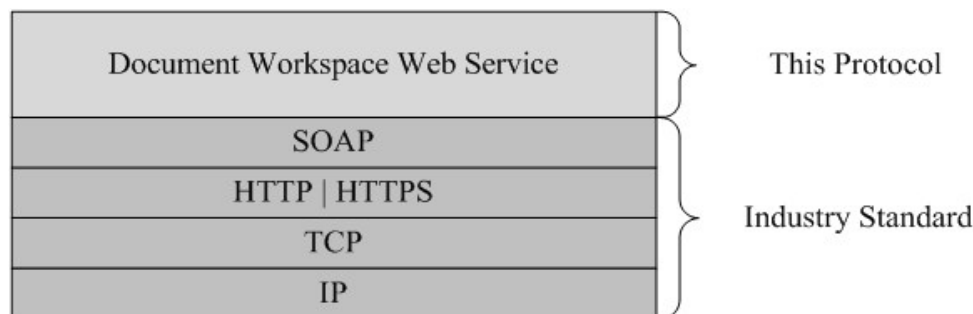 Document Workspace Web Service
This Protocol
SOAP
HTTP | HTTPS
TCP
IP
Industry Standard